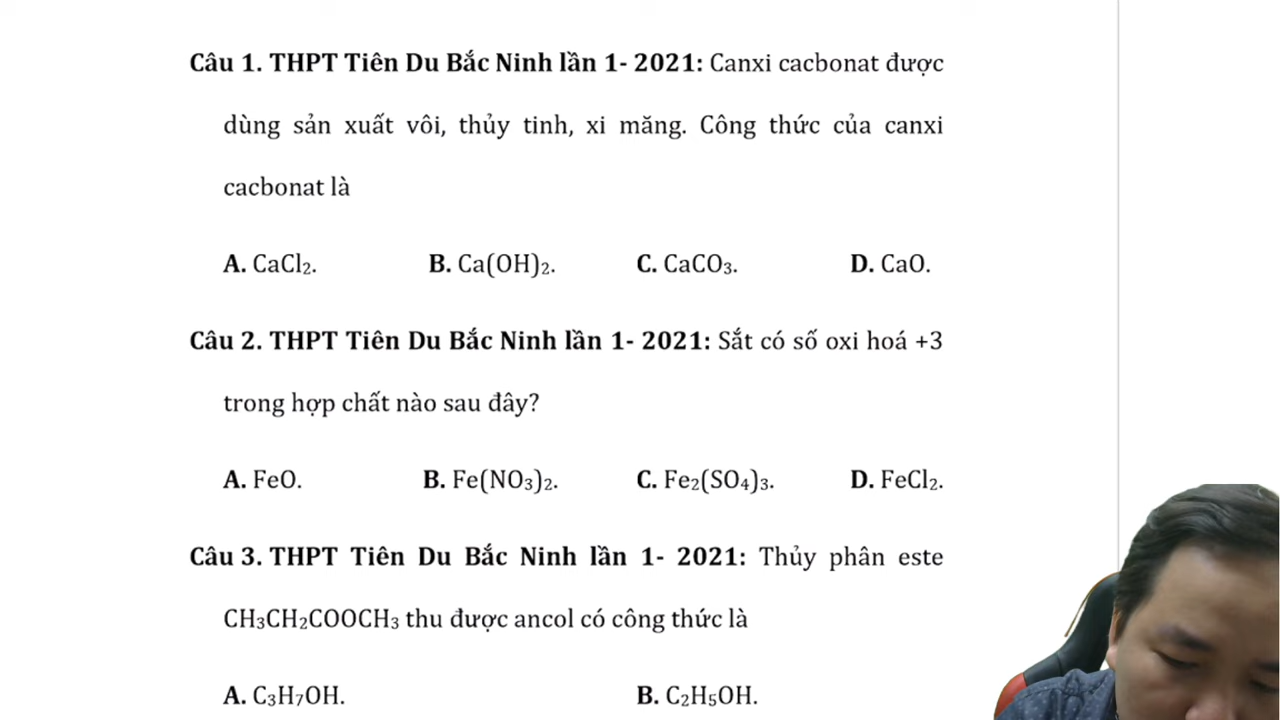 Câu 1. THPT Tiên Du Bắc Ninh lần 1- 2021: Canxi cacbonat được
dùng sản xuất vôi, thủy tinh, xi măng. Công thức của canxi
cacbonat là
A. CaCl₂. B. Ca(OH)₂. C. CaCO₃. D. CaO.
Câu 2. THPT Tiên Du Bắc Ninh lần 1- 2021: Sắt có số oxi hoá +3
trong hợp chất nào sau đây?
A. FeO. B. Fe(NO₃)₂. C. Fe₂(SO₄)₃. D. FeCl₂.
Câu 3. THPT Tiên Du Bắc Ninh lần 1- 2021: Thủy phân este
CH₃CH₂COOCH₃ thu được ancol có công thức là
A. C₃H₇OH. B. C₂H₅OH.